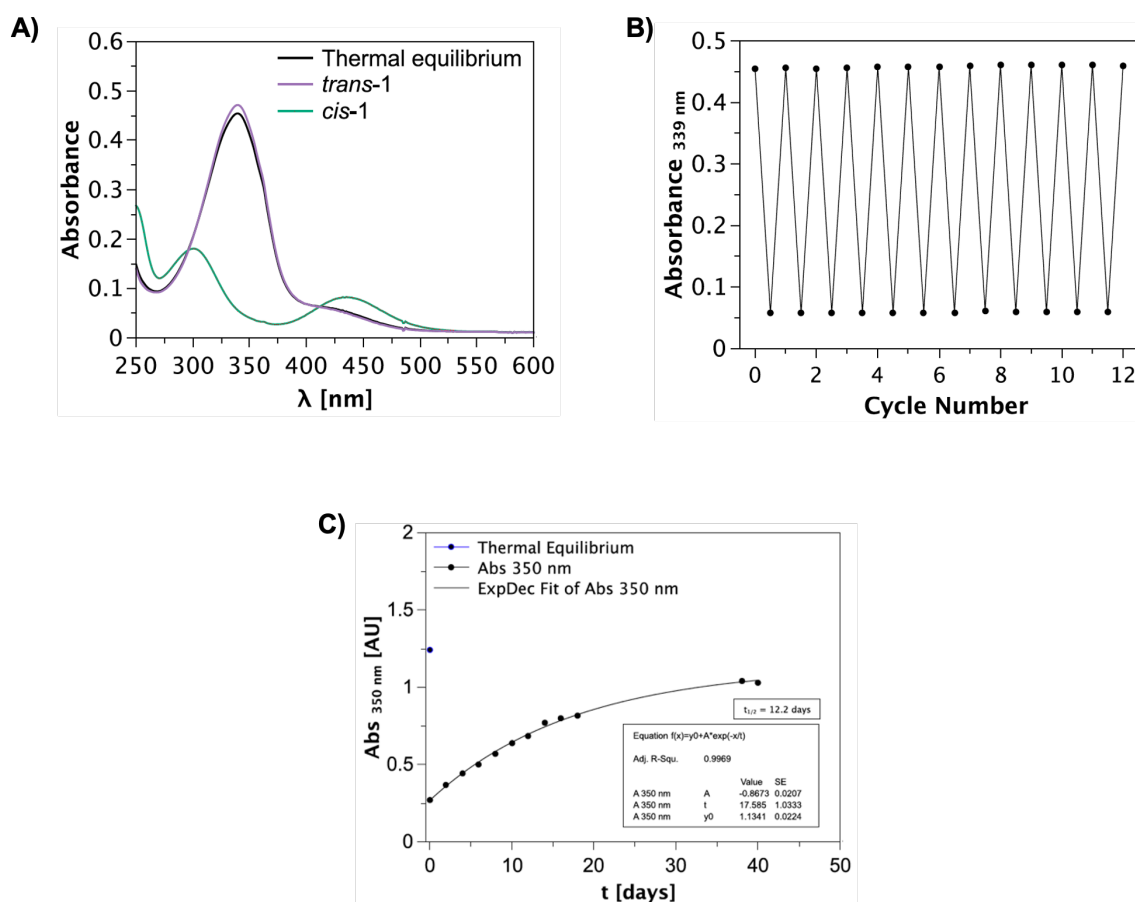 A)
0.6
0.5
0.4
0.3
0.2
0.1
0
Absorbance
Thermal equilibrium
trans-1
cis-1
250 300 350 400 450 500 550 600
λ [nm]
B)
0.5
0.4
0.3
0.2
0.1
0
Absorbance 339 nm
0 2 4 6 8 10 12
Cycle Number
C)
2
1.5
1
0.5
0
Abs 350 nm [AU]
Thermal Equilibrium
Abs 350 nm
ExpDec Fit of Abs 350 nm
t1/2 = 12.2 days
Equation f(x)=y0+A*exp(-x/t)
Adj. R-Squ. 0.9969
Value SE
A 350 nm A -0.8673 0.0207
A 350 nm t 17.585 1.0333
A 350 nm y0 1.1341 0.0224
0 10 20 30 40 50
t [days]